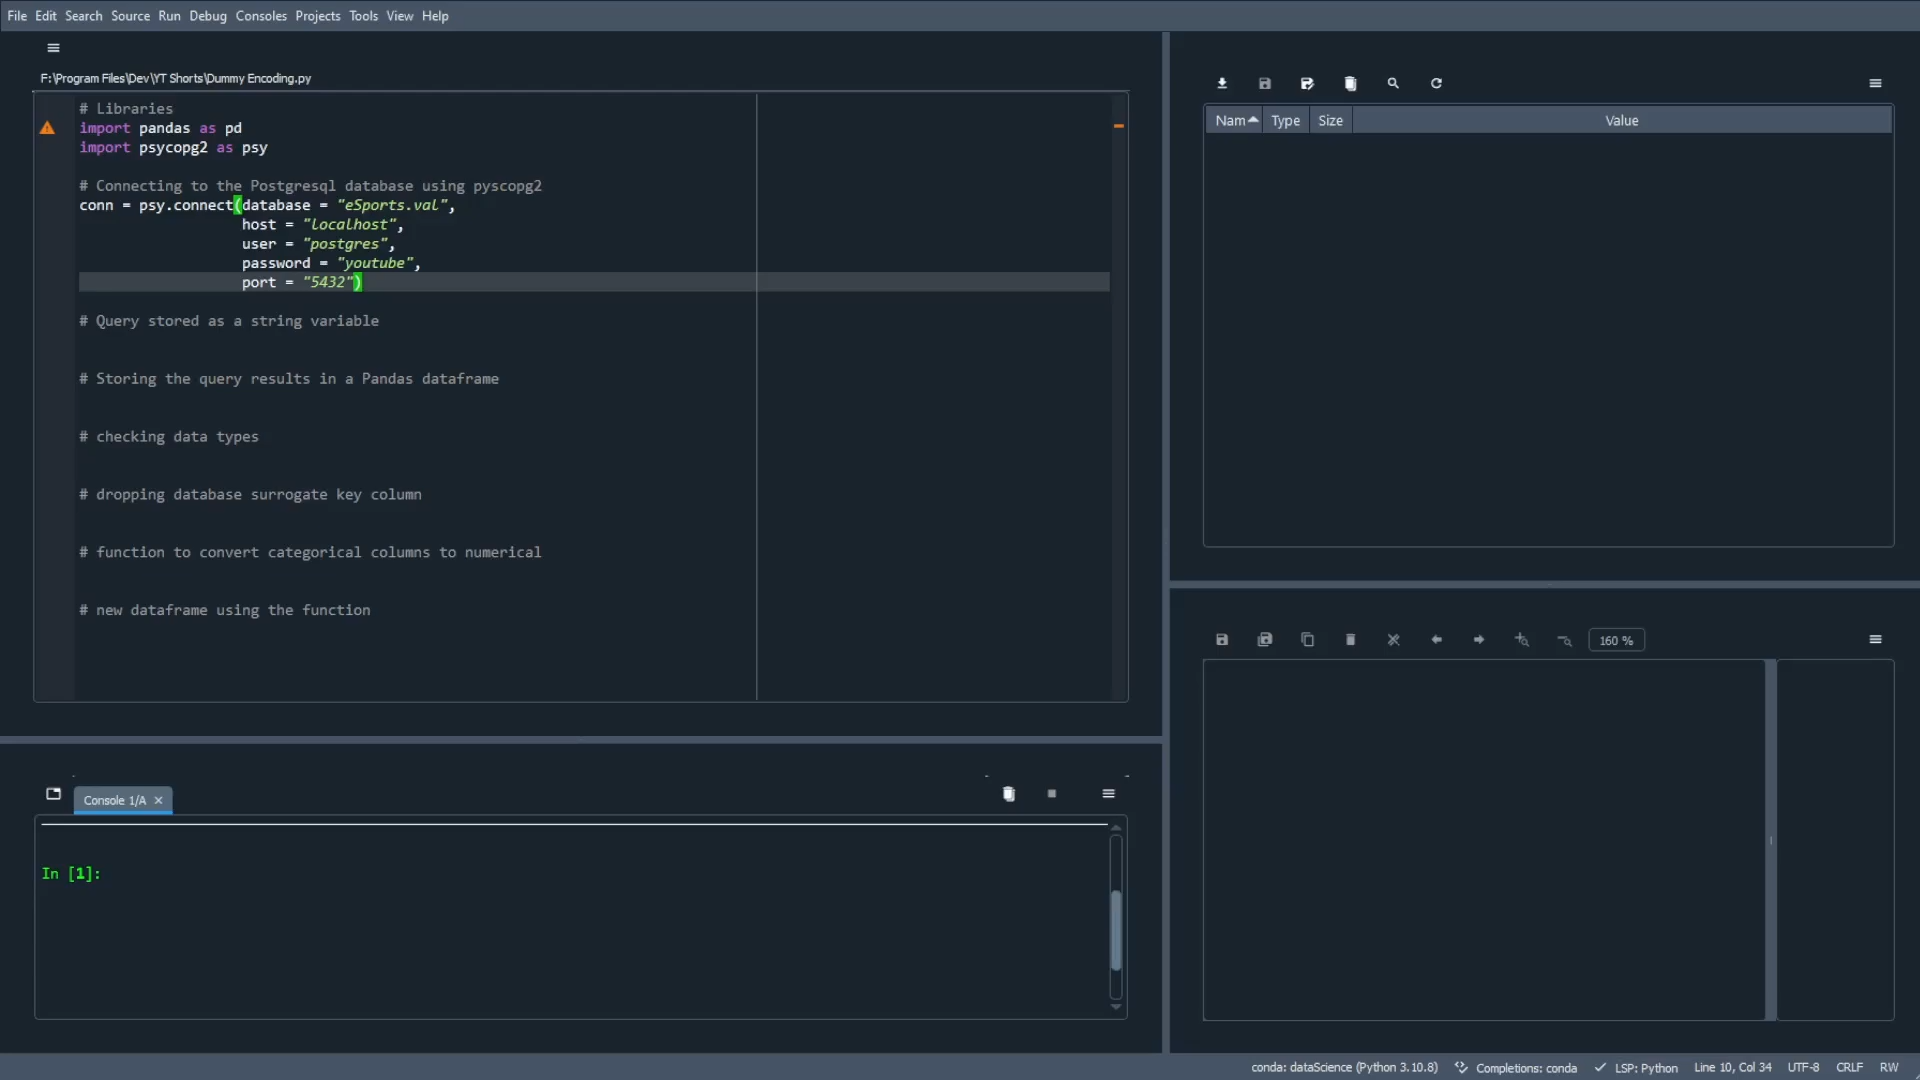 File Edit Search Source Run Debug Consoles Projects Tools View Help
F:\Program Files\Dev\YT Shorts\Dummy Encoding.py
# Libraries
import pandas as pd
import psycopg2 as psy
# Connecting to the Postgresql database using pyscopg2
conn = psy.connect(database = "eSports.val",
host = "localhost",
user = "postgres",
password = "youtube",
port = "5432")
# Query stored as a string variable
# Storing the query results in a Pandas dataframe
# checking data types
# dropping database surrogate key column
# function to convert categorical columns to numerical
# new dataframe using the function
Nam Type Size Value
160 %
Console 1/A
In [1]:
conda: dataScience (Python 3.10.8) Completions: conda LSP: Python Line 10, Col 34 UTF-8 CRLF RW